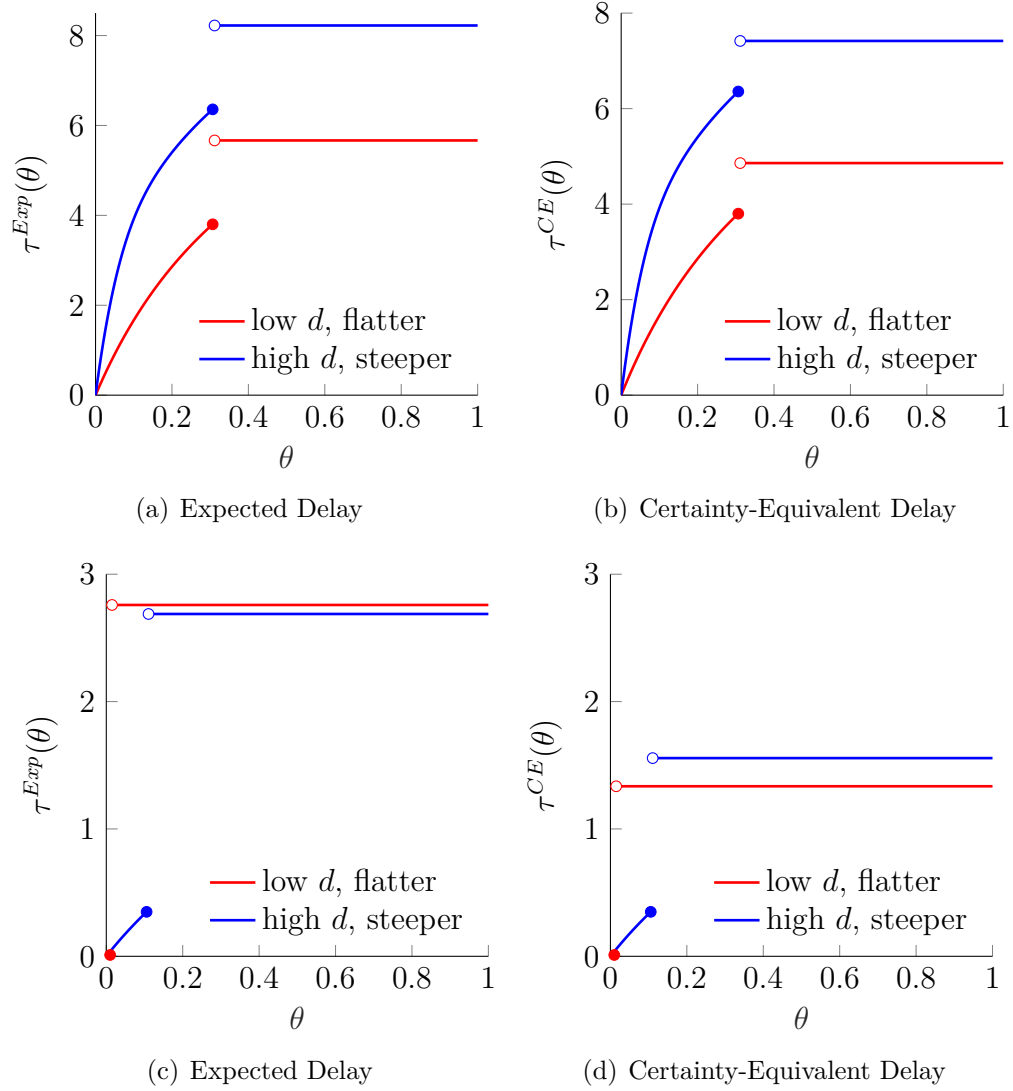 8
6
4
2
0
τ^{Exp}(θ)
low d, flatter
high d, steeper
0 0.2 0.4 0.6 0.8 1
θ
(a) Expected Delay
8
6
4
2
0
τ^{CE}(θ)
low d, flatter
high d, steeper
0 0.2 0.4 0.6 0.8 1
θ
(b) Certainty-Equivalent Delay
3
2
1
0
τ^{Exp}(θ)
low d, flatter
high d, steeper
0 0.2 0.4 0.6 0.8 1
θ
(c) Expected Delay
3
2
1
0
τ^{CE}(θ)
low d, flatter
high d, steeper
0 0.2 0.4 0.6 0.8 1
θ
(d) Certainty-Equivalent Delay